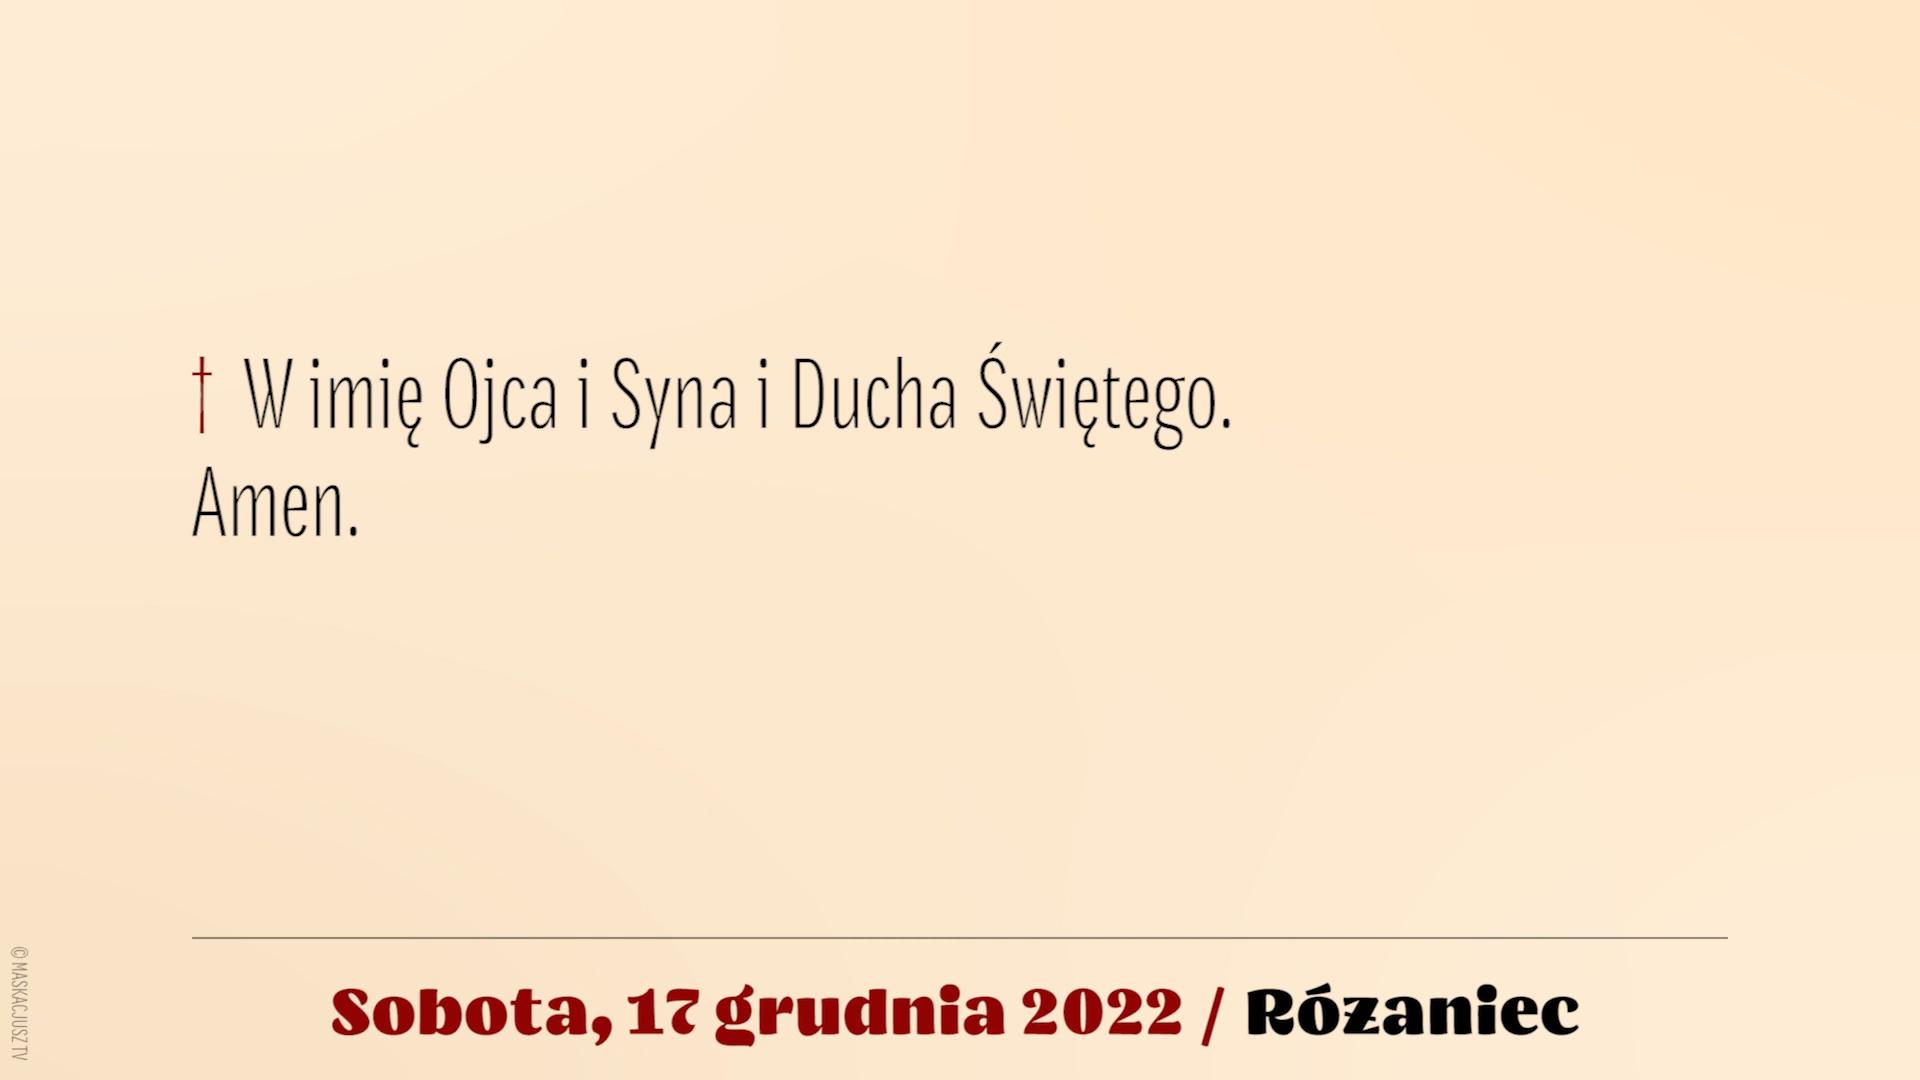 † W imię Ojca i Syna i Ducha Świętego.
Amen.
Sobota, 17 grudnia 2022 / Różaniec
© MASKACJUSZ TV